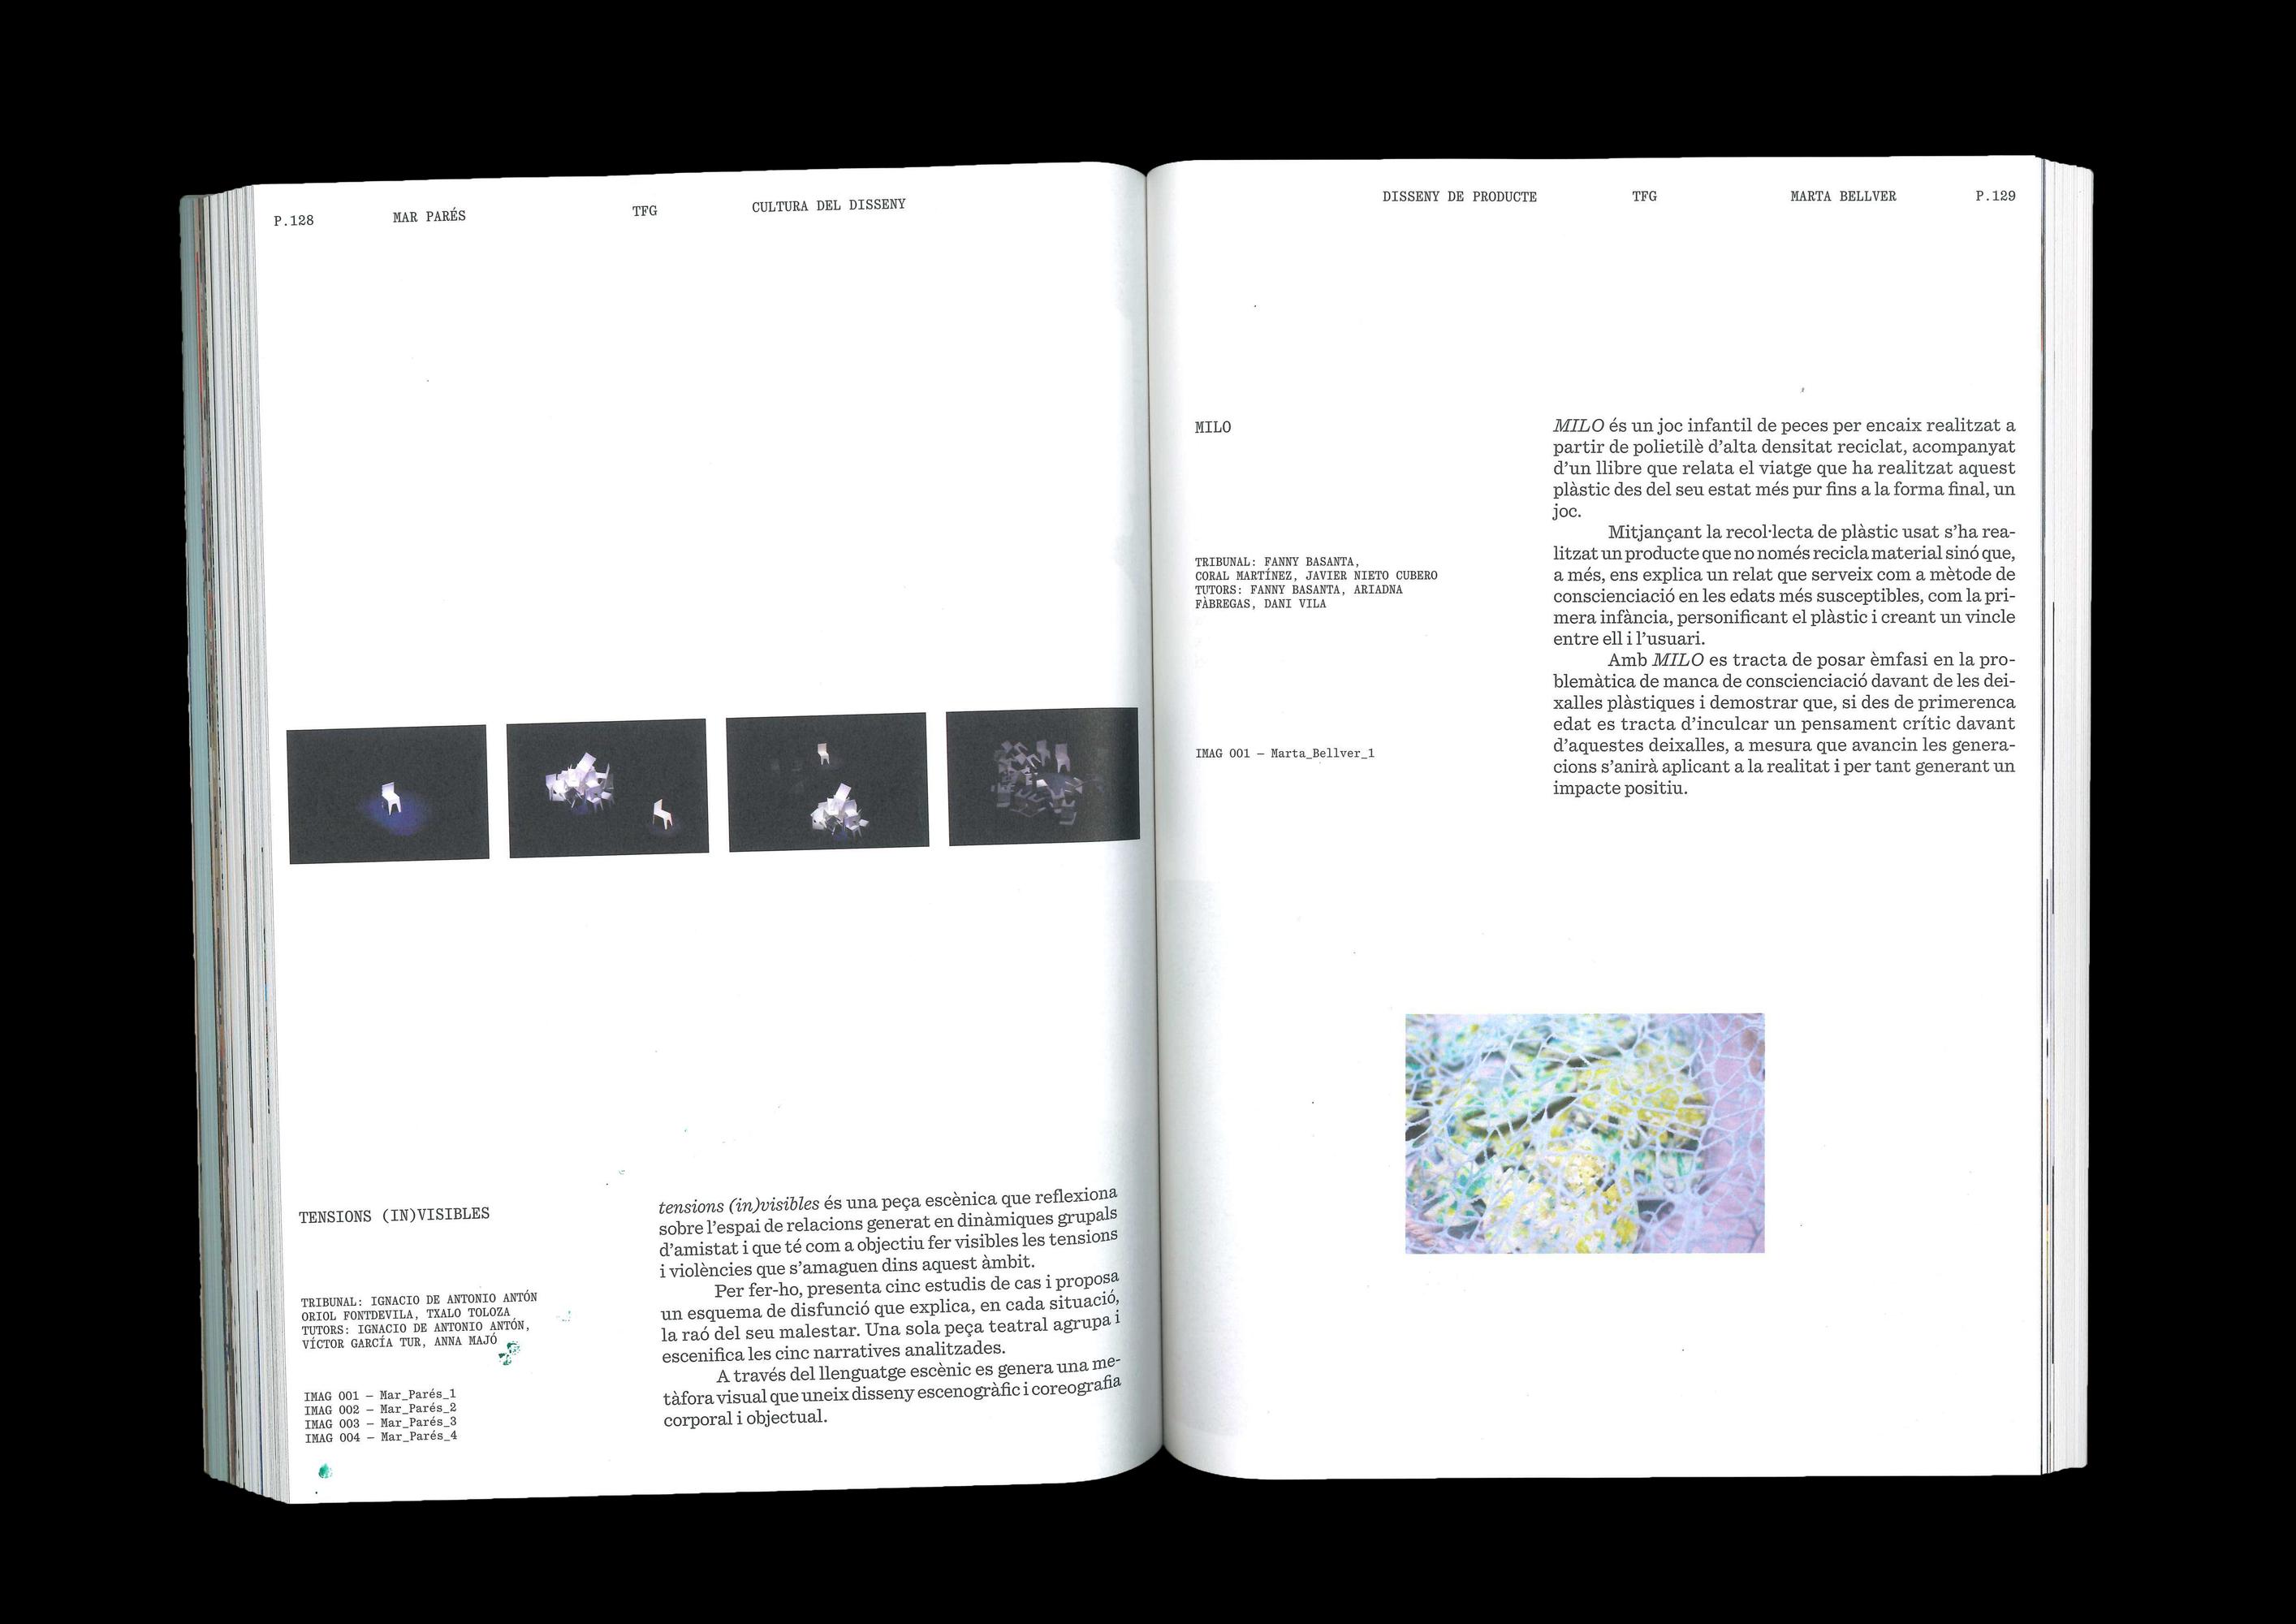 P.128 MAR PARÉS TFG CULTURA DEL DISSENY
TENSIONS (IN)VISIBLES
TRIBUNAL: IGNACIO DE ANTONIO ANTÓN
ORIOL FONTDEVILA, TXALO TOLOZA
TUTORS: IGNACIO DE ANTONIO ANTÓN,
VÍCTOR GARCÍA TUR, ANNA MAJÓ
IMAG 001 – Mar_Parés_1
IMAG 002 – Mar_Parés_2
IMAG 003 – Mar_Parés_3
IMAG 004 – Mar_Parés_4
tensions (in)visibles és una peça escènica que reflexiona
sobre l’espai de relacions generat en dinàmiques grupals
d’amistat i que té com a objectiu fer visibles les tensions
i violències que s’amaguen dins aquest àmbit.
Per fer-ho, presenta cinc estudis de cas i proposa
un esquema de disfunció que explica, en cada situació,
la raó del seu malestar. Una sola peça teatral agrupa i
escenifica les cinc narratives analitzades.
A través del llenguatge escènic es genera una me-
tàfora visual que uneix disseny escenogràfic i coreografia
corporal i objectual.
DISSENY DE PRODUCTE TFG MARTA BELLVER P.129
MILO
TRIBUNAL: FANNY BASANTA,
CORAL MARTÍNEZ, JAVIER NIETO CUBERO
TUTORS: FANNY BASANTA, ARIADNA
FÀBREGAS, DANI VILA
IMAG 001 – Marta_Bellver_1
MILO és un joc infantil de peces per encaix realitzat a
partir de polietilè d’alta densitat reciclat, acompanyat
d’un llibre que relata el viatge que ha realitzat aquest
plàstic des del seu estat més pur fins a la forma final, un
joc.
Mitjançant la recol·lecta de plàstic usat s’ha rea-
litzat un producte que no només recicla material sinó que,
a més, ens explica un relat que serveix com a mètode de
conscienciació en les edats més susceptibles, com la pri-
mera infància, personificant el plàstic i creant un vincle
entre ell i l’usuari.
Amb MILO es tracta de posar èmfasi en la pro-
blemàtica de manca de conscienciació davant de les dei-
xalles plàstiques i demostrar que, si des de primerenca
edat es tracta d’inculcar un pensament crític davant
d’aquestes deixalles, a mesura que avancin les genera-
cions s’anirà aplicant a la realitat i per tant generant un
impacte positiu.